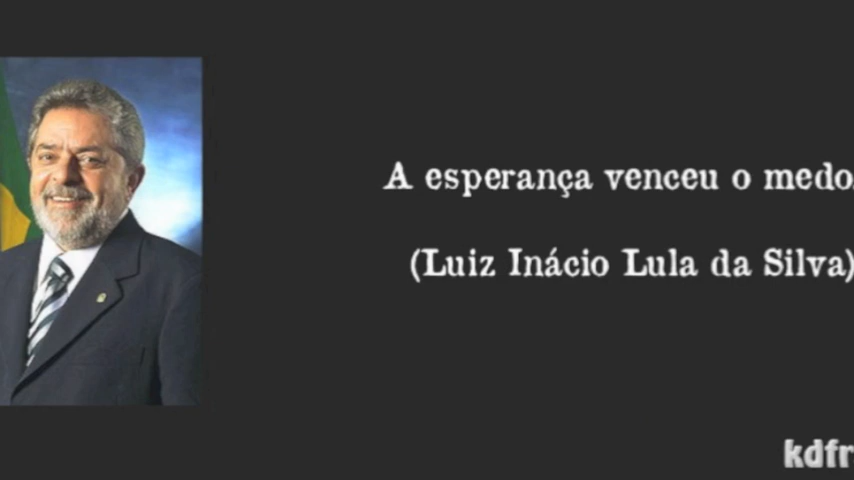 A esperança venceu o medo.
(Luiz Inácio Lula da Silva)
kdfr